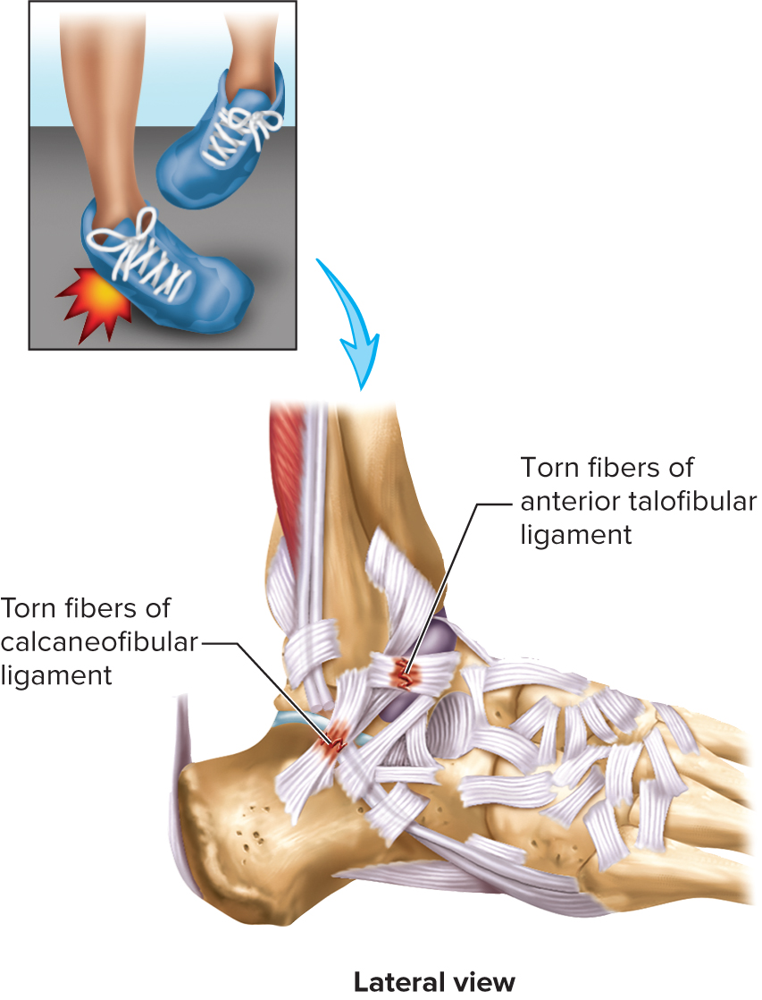 Torn fibers of
anterior talofibular
ligament
Torn fibers of
calcaneofibular
ligament
Lateral view